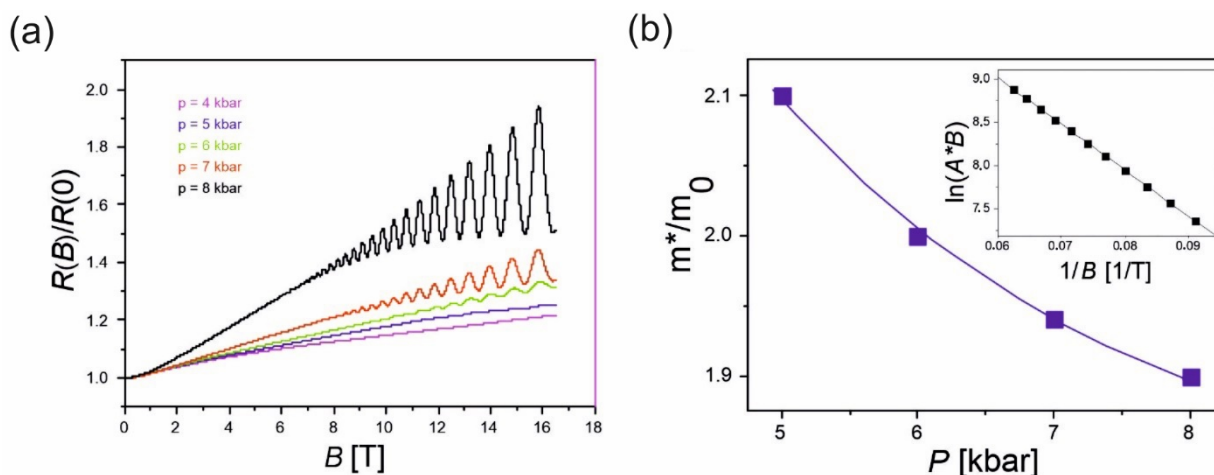 (a)
R(B)/R(0)
2.0
1.8
1.6
1.4
1.2
1.0
p = 4 kbar
p = 5 kbar
p = 6 kbar
p = 7 kbar
p = 8 kbar
0 2 4 6 8 10 12 14 16 18
B [T]
(b)
m*/m0
2.1
2.0
1.9
5 6 7 8
P [kbar]
ln(A*B)
9.0
8.5
8.0
7.5
0.06 0.07 0.08 0.09
1/B [1/T]